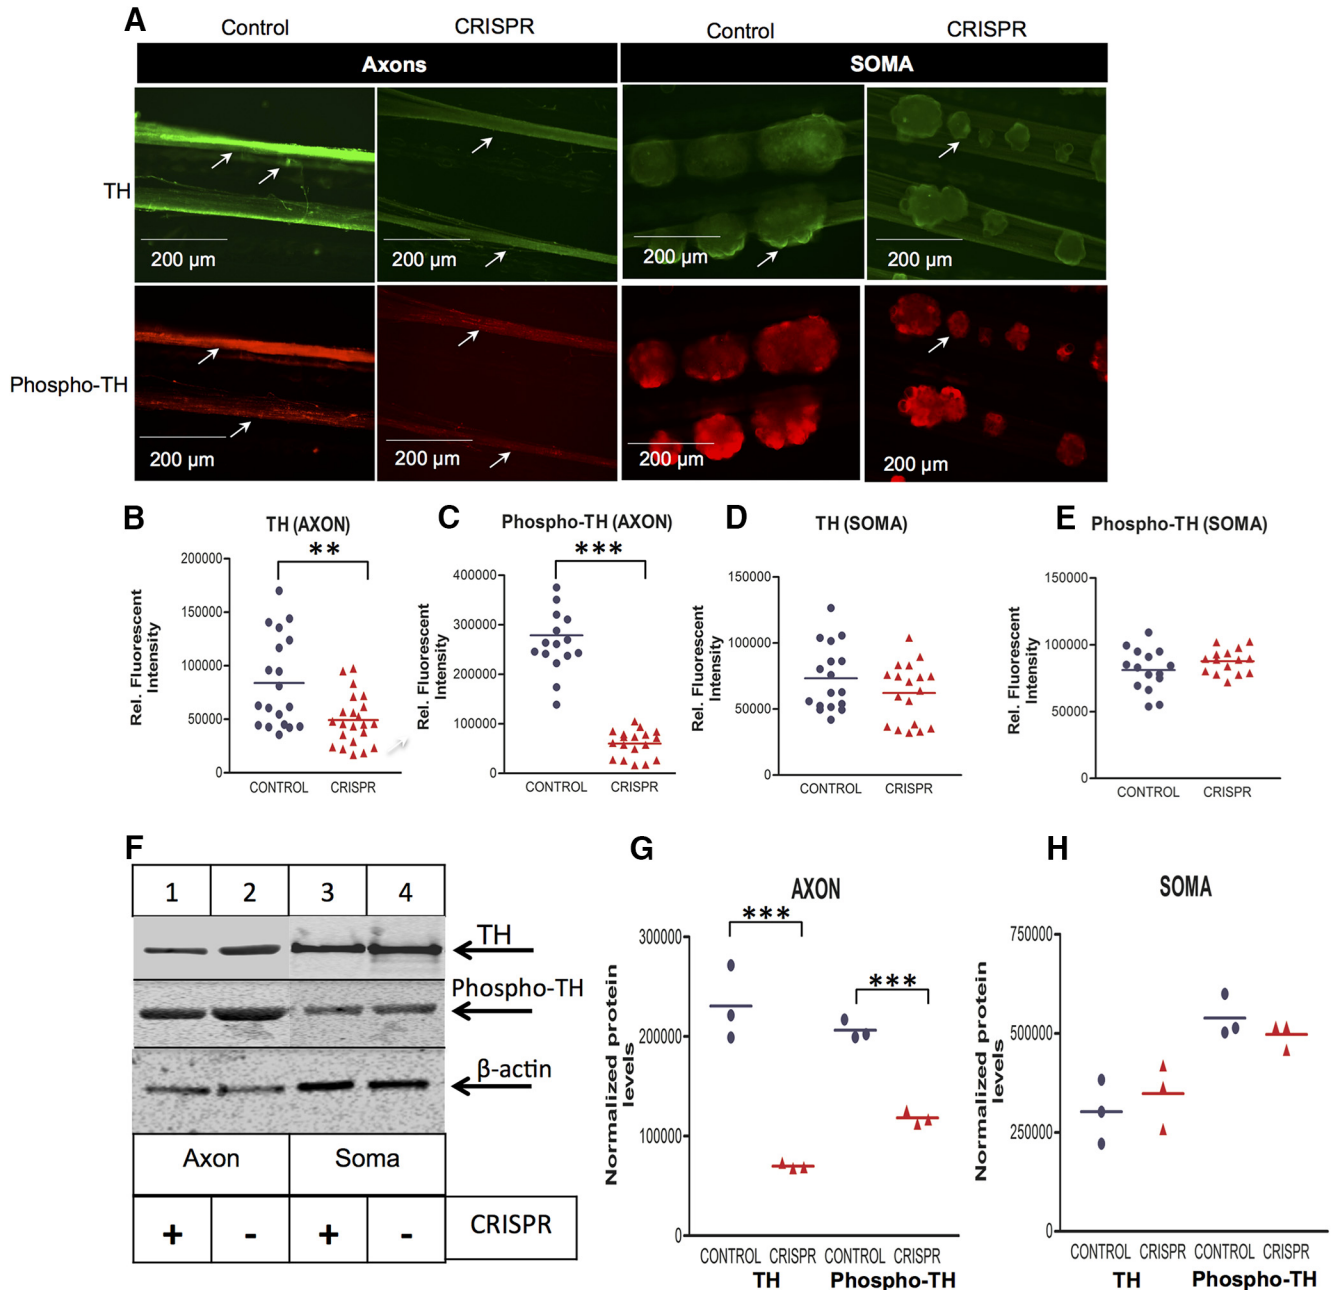 A
Control
CRISPR
Control
CRISPR
Axons
SOMA
TH
200 µm
200 µm
200 µm
200 µm
Phospho-TH
200 µm
200 µm
200 µm
200 µm
B
TH (AXON)
**
Rel. Fluorescent
Intensity
200000
150000
100000
50000
0
CONTROL
CRISPR
C
Phospho-TH (AXON)
***
Rel. Fluorescent
Intensity
400000
300000
200000
100000
0
CONTROL
CRISPR
D
TH (SOMA)
Rel. Fluorescent
Intensity
150000
100000
50000
0
CONTROL
CRISPR
E
Phospho-TH (SOMA)
Rel. Fluorescent
Intensity
150000
100000
50000
0
CONTROL
CRISPR
F
1 2 3 4
TH
Phospho-TH
β-actin
Axon
Soma
+ - + -
CRISPR
G
AXON
***
***
Normalized protein
levels
300000
200000
100000
0
CONTROL CRISPR CONTROL CRISPR
TH
Phospho-TH
H
SOMA
Normalized protein
levels
750000
500000
250000
0
CONTROL CRISPR CONTROL CRISPR
TH
Phospho-TH